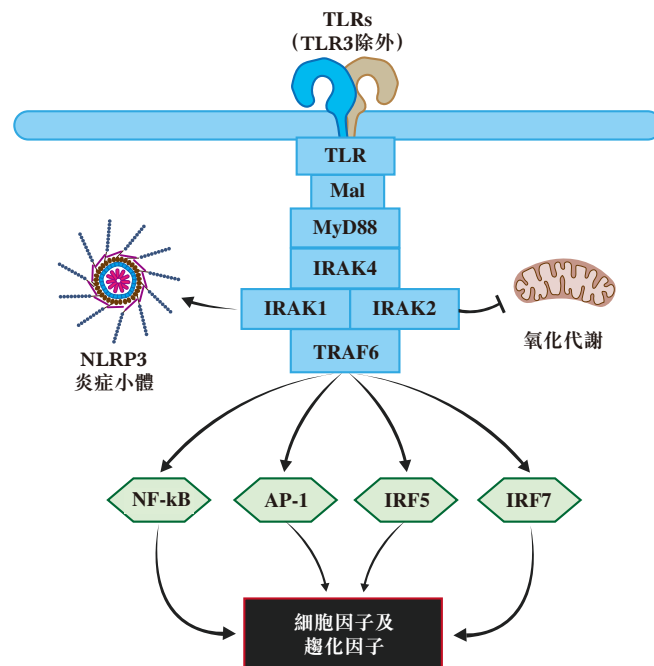 TLRs
(TLR3除外)
TLR
Mal
MyD88
IRAK4
IRAK1
IRAK2
TRAF6
NLRP3
炎症小體
氧化代謝
NF-kB
AP-1
IRF5
IRF7
細胞因子及
趨化因子